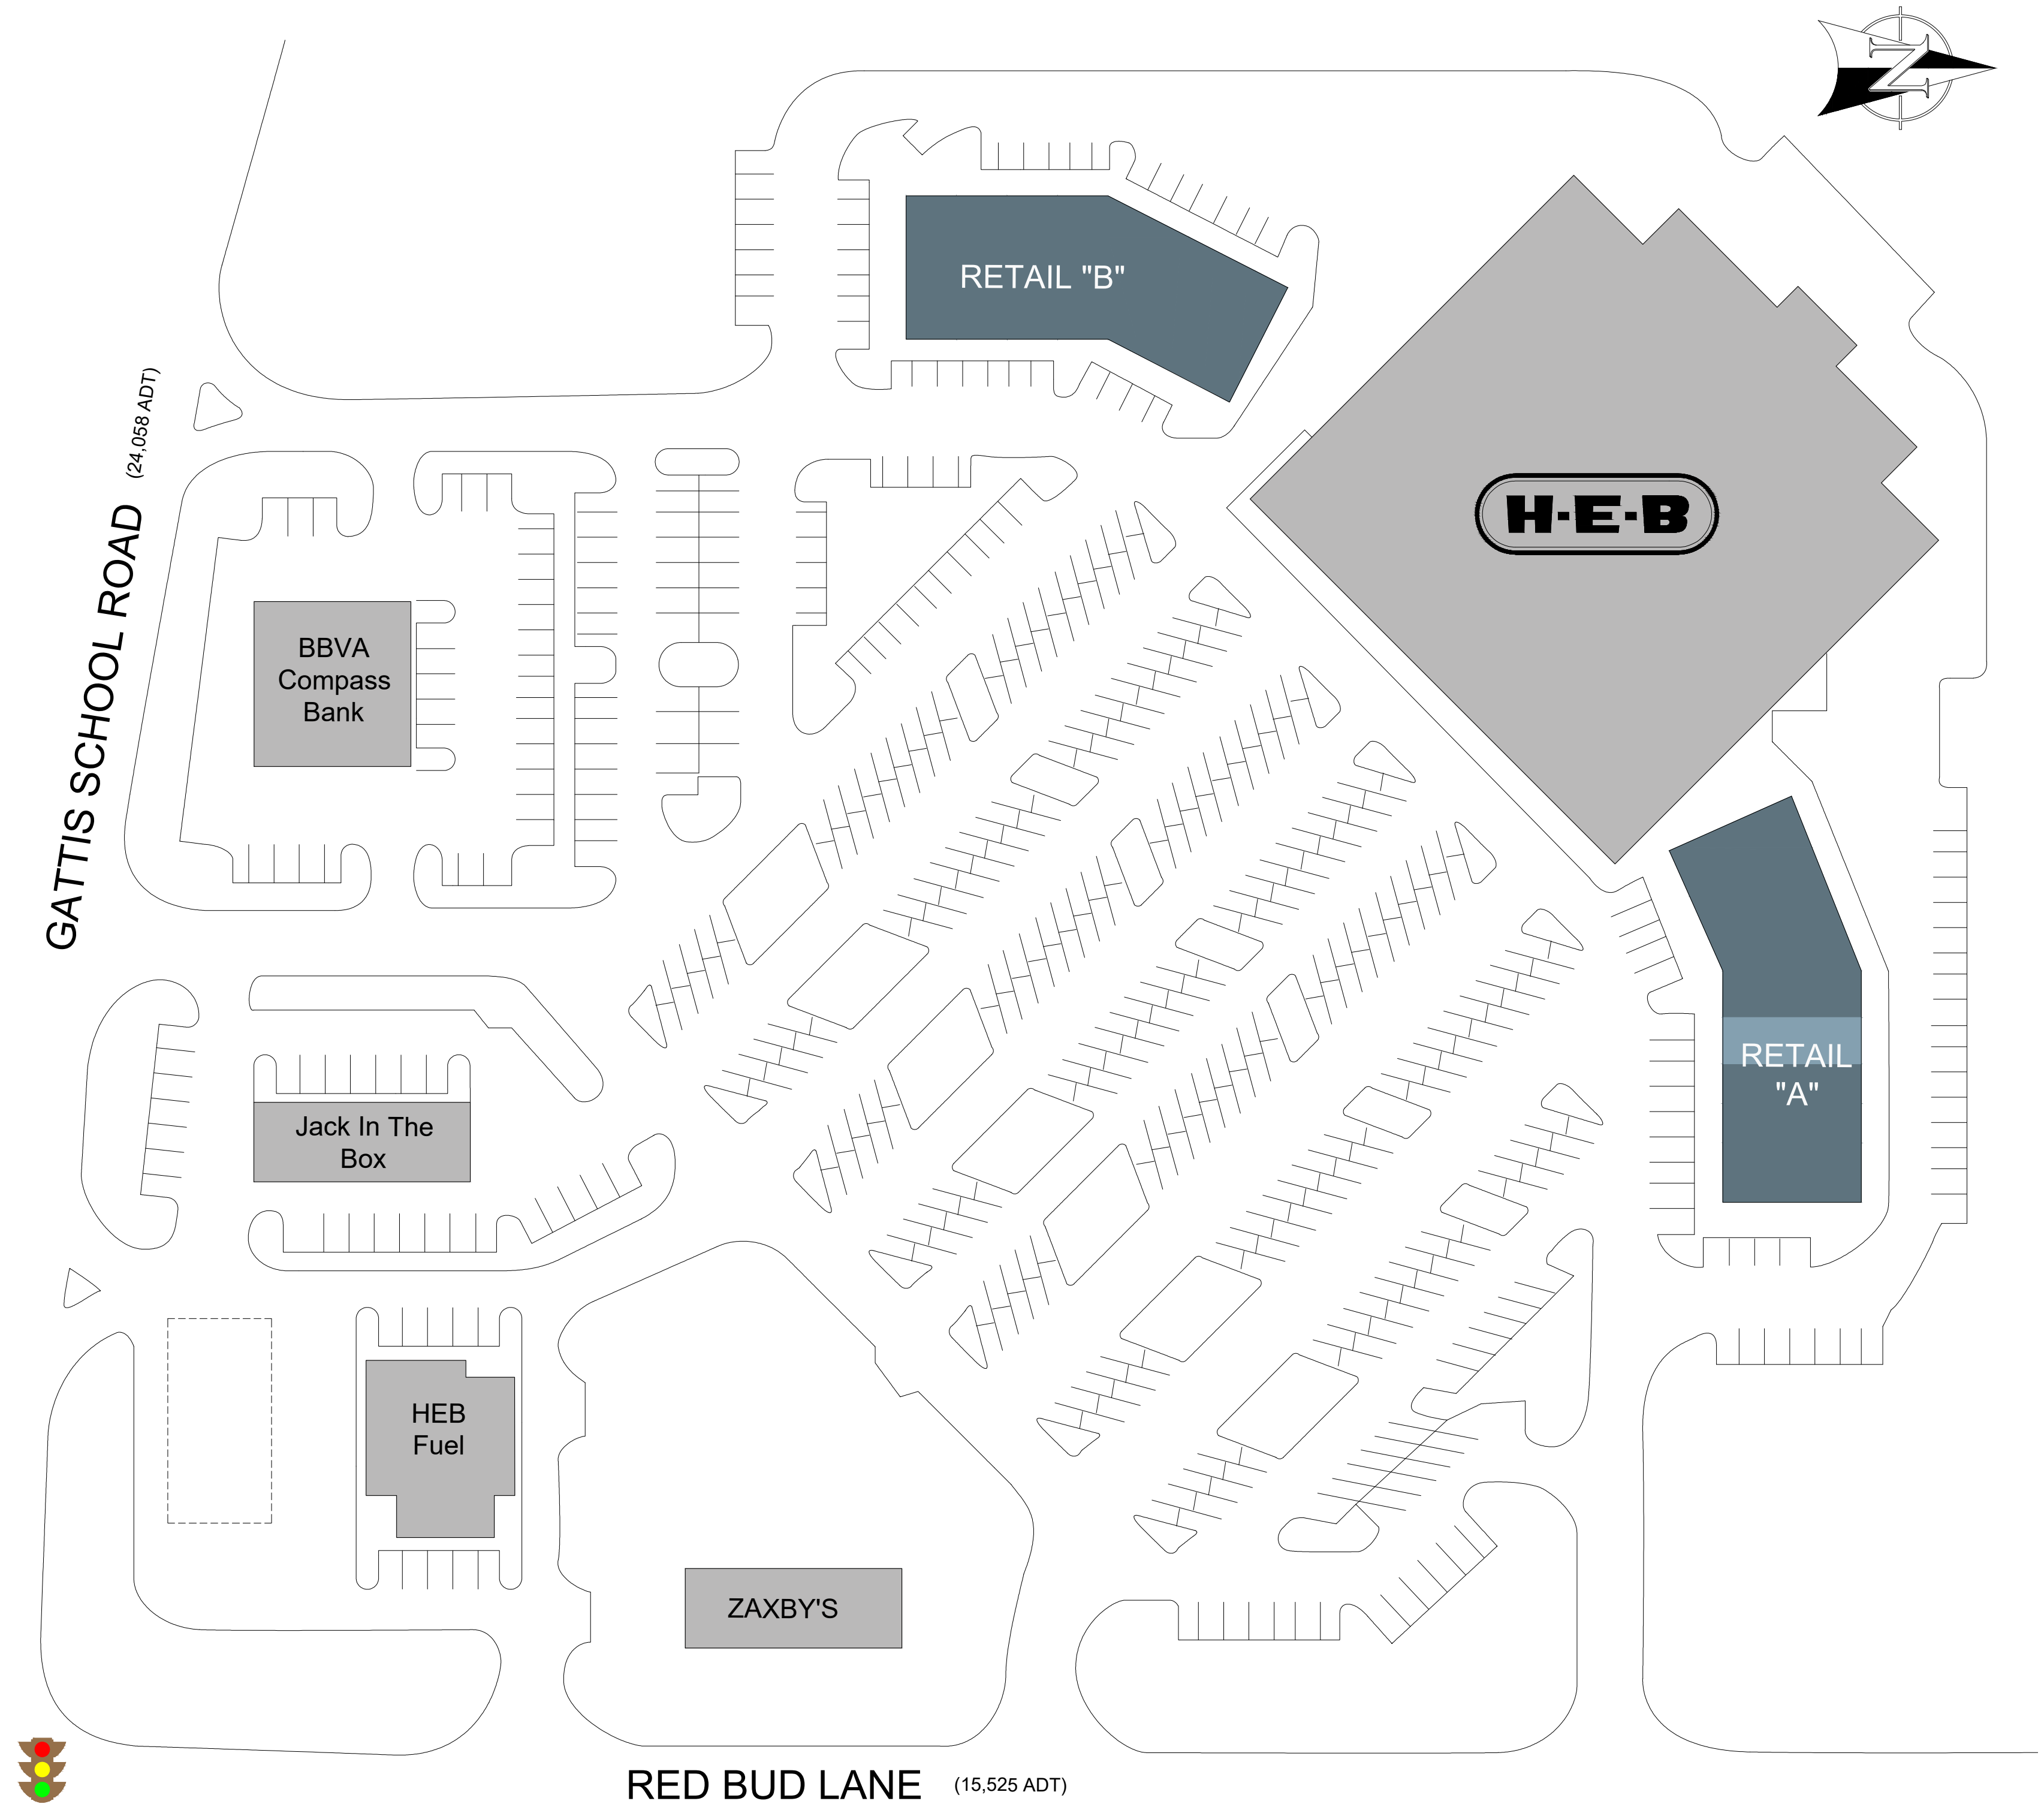 N
RETAIL "B"
H-E-B
GATTIS SCHOOL ROAD (24,058 ADT)
BBVA
Compass
Bank
RETAIL
"A"
Jack In The
Box
HEB
Fuel
ZAXBY'S
RED BUD LANE (15,525 ADT)